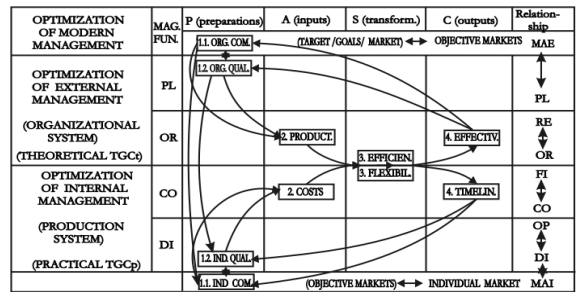 OPTIMIZATION
OF MODERN
MANAGEMENT
MAG.
FUN.
P (preparations)
A (inputs)
S (transform.)
C (outputs)
Relation-
ship
1.1. ORG. COM.
(TARGET /GOALS/ MARKET)
OBJECTIVE MARKETS
MAE
OPTIMIZATION
OF EXTERNAL
MANAGEMENT
PL
1.2. ORG. QUAL.
PL
(ORGANIZATIONAL
SYSTEM)
(THEORETICAL TGCt)
OR
2. PRODUCT.
4. EFFECTIV.
RE
OR
3. EFFICIEN.
3. FLEXIBIL.
OPTIMIZATION
OF INTERNAL
MANAGEMENT
CO
2. COSTS
4. TIMELIN.
FI
CO
(PRODUCTION
SYSTEM)
(PRACTICAL TGCp)
DI
1.2. IND. QUAL.
OP
DI
1.1. IND COM.
(OBJECTIVE MARKETS)
INDIVIDUAL MARKET
MAI